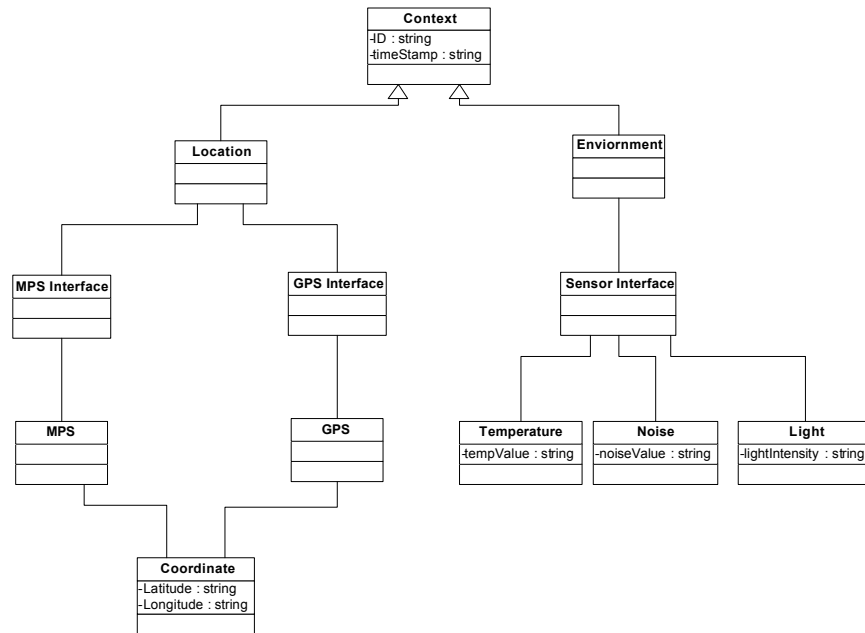 Context
-ID : string
-timeStamp : string
Location
Enviornment
MPS Interface
GPS Interface
Sensor Interface
MPS
GPS
Temperature
-tempValue : string
Noise
-noiseValue : string
Light
-lightIntensity : string
Coordinate
-Latitude : string
-Longitude : string